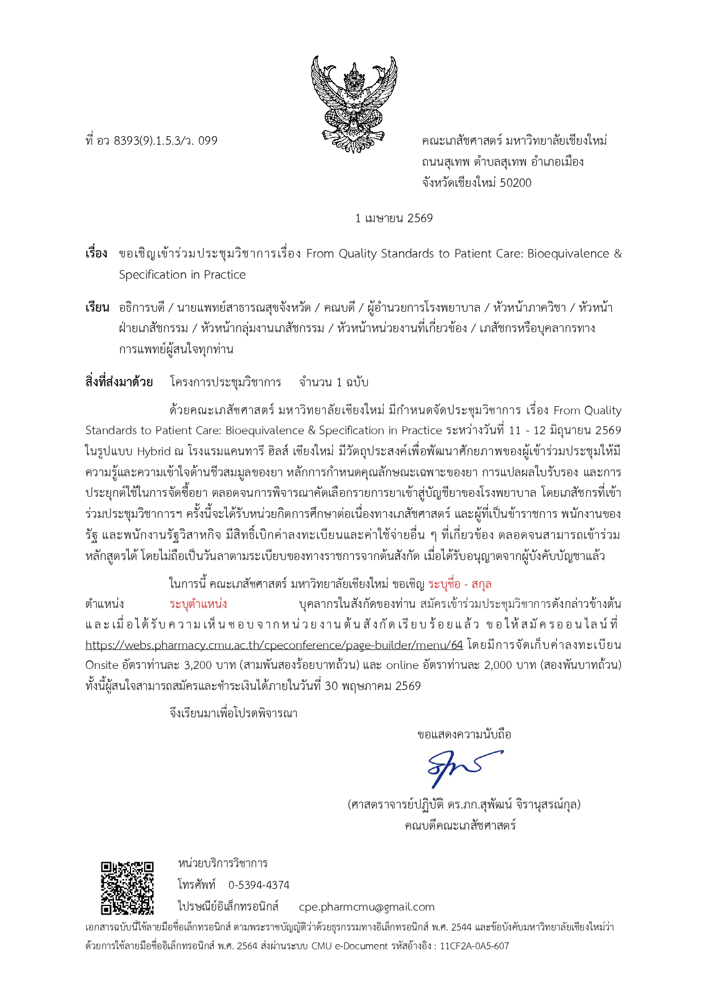 ที่ อว 8393(9).1.5.3/ว. 099
คณะเภสัชศาสตร์ มหาวิทยาลัยเชียงใหม่
ถนนสุเทพ ตำบลสุเทพ อำเภอเมือง
จังหวัดเชียงใหม่ 50200
1 เมษายน 2569
เรื่อง ขอเชิญเข้าร่วมประชุมวิชาการเรื่อง From Quality Standards to Patient Care: Bioequivalence &
Specification in Practice
เรียน อธิการบดี / นายแพทย์สาธารณสุขจังหวัด / คณบดี / ผู้อำนวยการโรงพยาบาล / หัวหน้าภาควิชา / หัวหน้า
ฝ่ายเภสัชกรรม / หัวหน้ากลุ่มงานเภสัชกรรม / หัวหน้าหน่วยงานที่เกี่ยวข้อง / เภสัชกรหรือบุคลากรทาง
การแพทย์ผู้สนใจทุกท่าน
สิ่งที่ส่งมาด้วย โครงการประชุมวิชาการ จำนวน 1 ฉบับ
ด้วยคณะเภสัชศาสตร์ มหาวิทยาลัยเชียงใหม่ มีกำหนดจัดประชุมวิชาการ เรื่อง From Quality
Standards to Patient Care: Bioequivalence & Specification in Practice ระหว่างวันที่ 11 - 12 มิถุนายน 2569
ในรูปแบบ Hybrid ณ โรงแรมแคนทารี ฮิลส์ เชียงใหม่ มีวัตถุประสงค์เพื่อพัฒนาศักยภาพของผู้เข้าร่วมประชุมให้มี
ความรู้และความเข้าใจด้านชีวสมมูลของยา หลักการกำหนดคุณลักษณะเฉพาะของยา การแปลผลใบรับรอง และการ
ประยุกต์ใช้ในการจัดซื้อยา ตลอดจนการพิจารณาคัดเลือกรายการยาเข้าสู่บัญชียาของโรงพยาบาล โดยเภสัชกรที่เข้า
ร่วมประชุมวิชาการฯ ครั้งนี้จะได้รับหน่วยกิตการศึกษาต่อเนื่องทางเภสัชศาสตร์ และผู้ที่เป็นข้าราชการ พนักงานของ
รัฐ และพนักงานรัฐวิสาหกิจ มีสิทธิ์เบิกค่าลงทะเบียนและค่าใช้จ่ายอื่น ๆ ที่เกี่ยวข้อง ตลอดจนสามารถเข้าร่วม
หลักสูตรได้ โดยไม่ถือเป็นวันลาตามระเบียบของทางราชการจากต้นสังกัด เมื่อได้รับอนุญาตจากผู้บังคับบัญชาแล้ว
ในการนี้ คณะเภสัชศาสตร์ มหาวิทยาลัยเชียงใหม่ ขอเชิญ ระบุชื่อ - สกุล
ตำแหน่ง ระบุตำแหน่ง บุคลากรในสังกัดของท่าน สมัครเข้าร่วมประชุมวิชาการดังกล่าวข้างต้น
และเมื่อได้รับความเห็นชอบจากหน่วยงานต้นสังกัดเรียบร้อยแล้ว ขอให้สมัครออนไลน์ที่
https://webs.pharmacy.cmu.ac.th/cpeconference/page-builder/menu/64 โดยมีการจัดเก็บค่าลงทะเบียน
Onsite อัตราท่านละ 3,200 บาท (สามพันสองร้อยบาทถ้วน) และ online อัตราท่านละ 2,000 บาท (สองพันบาทถ้วน)
ทั้งนี้ผู้สนใจสามารถสมัครและชำระเงินได้ภายในวันที่ 30 พฤษภาคม 2569
จึงเรียนมาเพื่อโปรดพิจารณา
ขอแสดงความนับถือ
(ศาสตราจารย์ปฏิบัติ ดร.ภก.สุพัฒน์ จิรานุสรณ์กุล)
คณบดีคณะเภสัชศาสตร์
หน่วยบริการวิชาการ
โทรศัพท์ 0-5394-4374
ไปรษณีย์อิเล็กทรอนิกส์ cpe.pharmcmu@gmail.com
เอกสารฉบับนี้ใช้ลายมือชื่อเล็กทรอนิกส์ ตามพระราชบัญญัติว่าด้วยธุรกรรมทางอิเล็กทรอนิกส์ พ.ศ. 2544 และข้อบังคับมหาวิทยาลัยเชียงใหม่ว่า
ด้วยการใช้ลายมือชื่ออิเล็กทรอนิกส์ พ.ศ. 2564 ส่งผ่านระบบ CMU e-Document รหัสอ้างอิง : 11CF2A-0A5-607